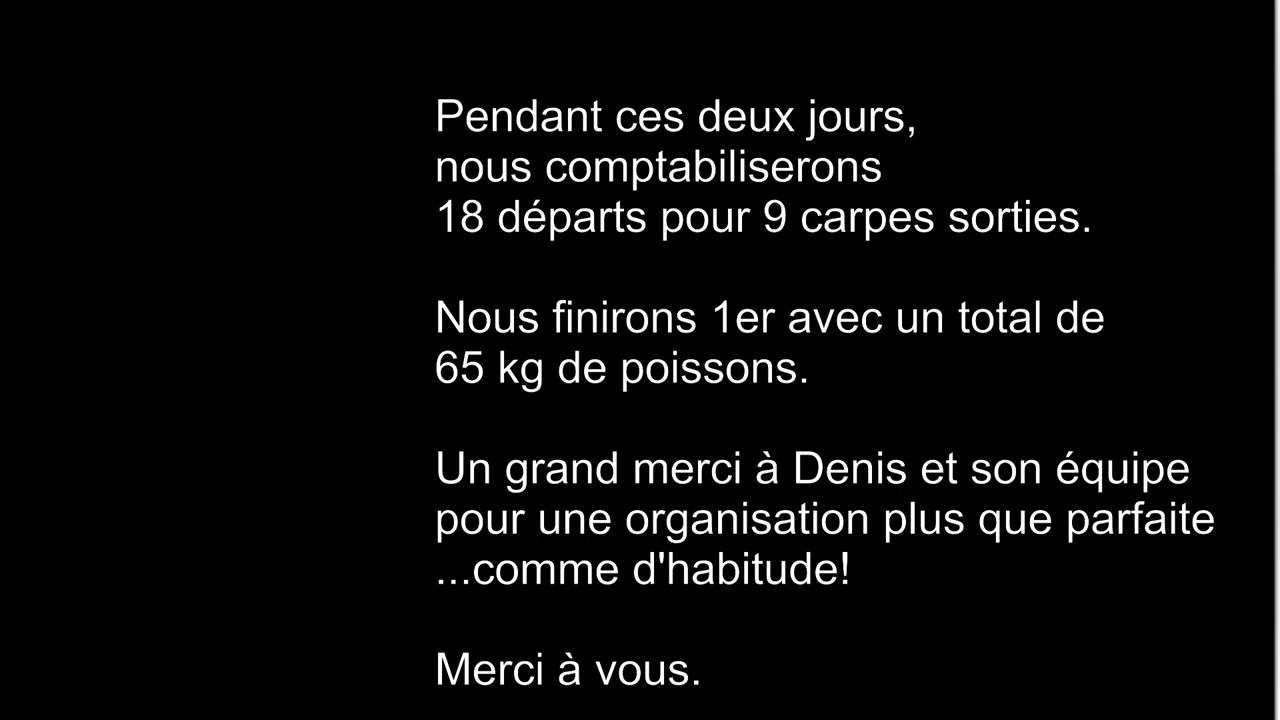 Pendant ces deux jours,
nous comptabiliserons
18 départs pour 9 carpes sorties.
Nous finirons 1er avec un total de
65 kg de poissons.
Un grand merci à Denis et son équipe
pour une organisation plus que parfaite
...comme d'habitude!
Merci à vous.